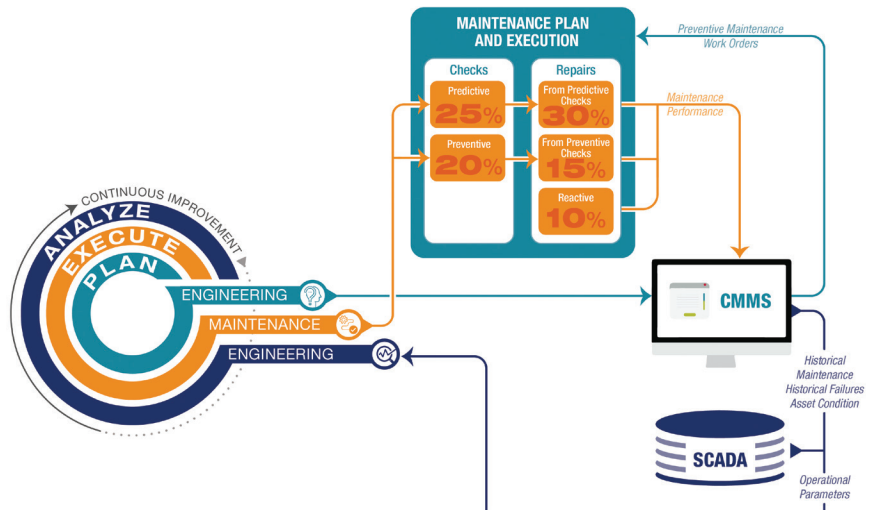 MAINTENANCE PLAN
AND EXECUTION
Checks
Predictive
25%
Preventive
20%
Repairs
From Predictive
Checks
30%
From Preventive
Checks
15%
Reactive
10%
Preventive Maintenance
Work Orders
Maintenance
Performance
CONTINUOUS IMPROVEMENT
ANALYZE
EXECUTE
PLAN
ENGINEERING
MAINTENANCE
ENGINEERING
CMMS
Historical
Maintenance
Historical Failures
Asset Condition
SCADA
Operational
Parameters